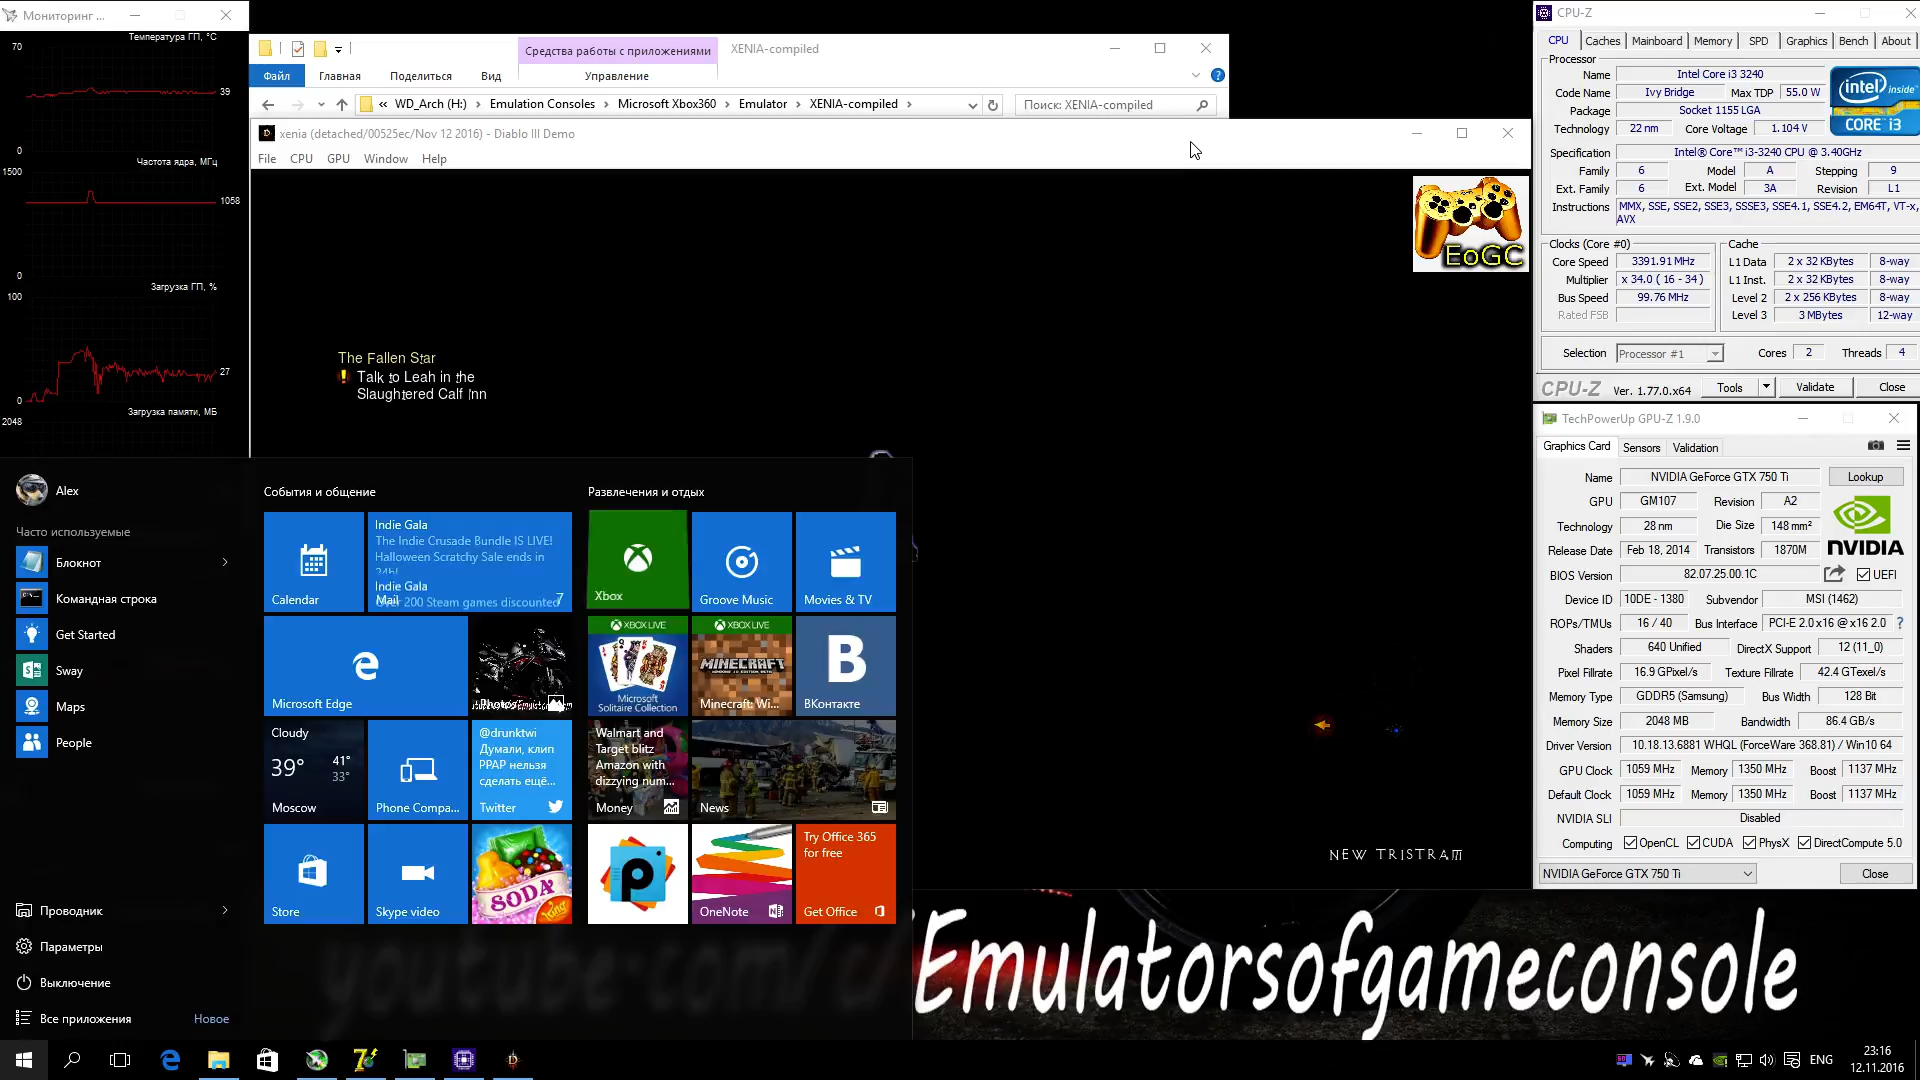 Мониторинг ...
Температура ГП, °C
70
39
0
Частота ядра, МГц
1500
1058
0
Загрузка ГП, %
100
27
0
Загрузка памяти, МБ
2048
Средства работы с приложениями
XENIA-compiled
Файл
Главная
Поделиться
Вид
Управление
« WD_Arch (H:) › Emulation Consoles › Microsoft Xbox360 › Emulator › XENIA-compiled ›
Поиск: XENIA-compiled
xenia (detached/00525ec/Nov 12 2016) - Diablo III Demo
File CPU GPU Window Help
EoGC
The Fallen Star
! Talk to Leah in the
Slaughtered Calf Inn
NEW TRISTRAM
Alex
Часто используемые
Блокнот
Командная строка
Get Started
Sway
Maps
People
Проводник
Параметры
Выключение
Все приложения
Новое
События и общение
Calendar
Indie Gala
The Indie Crusade Bundle IS LIVE!
Halloween Scratchy Sale ends in
24h!
Indie Gala
Over 200 Steam games discounted
Mail
7
Microsoft Edge
Photos
Cloudy
39° 41°
33°
Moscow
Phone Compa...
@drunktwi
Думали, клип
PPAP нельзя
сделать ещё...
Twitter
Store
Skype video
SODA
King
Развлечения и отдых
Xbox
Groove Music
Movies & TV
XBOX LIVE
Microsoft
Solitaire Collection
XBOX LIVE
MINECRAFT
Minecraft: Wi...
B
ВКонтакте
Walmart and
Target blitz
Amazon with
dizzying num...
Money
News
OneNote
Try Office 365
for free
Get Office
youtube.com/c/Emulatorsofgameconsole
CPU-Z
CPU Caches Mainboard Memory SPD Graphics Bench About
Processor
Name Intel Core i3 3240
Code Name Ivy Bridge Max TDP 55.0 W
Package Socket 1155 LGA
Technology 22 nm Core Voltage 1.104 V
intel inside™
CORE i3
Specification Intel® Core™ i3-3240 CPU @ 3.40GHz
Family 6 Model A Stepping 9
Ext. Family 6 Ext. Model 3A Revision L1
Instructions MMX, SSE, SSE2, SSE3, SSSE3, SSE4.1, SSE4.2, EM64T, VT-x,
AVX
Clocks (Core #0)
Core Speed 3391.91 MHz
Multiplier x 34.0 ( 16 - 34 )
Bus Speed 99.76 MHz
Rated FSB
Cache
L1 Data 2 x 32 KBytes 8-way
L1 Inst. 2 x 32 KBytes 8-way
Level 2 2 x 256 KBytes 8-way
Level 3 3 MBytes 12-way
Selection Processor #1 Cores 2 Threads 4
CPU-Z Ver. 1.77.0.x64 Tools Validate Close
TechPowerUp GPU-Z 1.9.0
Graphics Card Sensors Validation
Name NVIDIA GeForce GTX 750 Ti Lookup
GPU GM107 Revision A2
Technology 28 nm Die Size 148 mm²
Release Date Feb 18, 2014 Transistors 1870M
NVIDIA
BIOS Version 82.07.25.00.1C UEFI
Device ID 10DE - 1380 Subvendor MSI (1462)
ROPs/TMUs 16 / 40 Bus Interface PCI-E 2.0 x16 @ x16 2.0 ?
Shaders 640 Unified DirectX Support 12 (11_0)
Pixel Fillrate 16.9 GPixel/s Texture Fillrate 42.4 GTexel/s
Memory Type GDDR5 (Samsung) Bus Width 128 Bit
Memory Size 2048 MB Bandwidth 86.4 GB/s
Driver Version 10.18.13.6881 WHQL (ForceWare 368.81) / Win10 64
GPU Clock 1059 MHz Memory 1350 MHz Boost 1137 MHz
Default Clock 1059 MHz Memory 1350 MHz Boost 1137 MHz
NVIDIA SLI Disabled
Computing OpenCL CUDA PhysX DirectCompute 5.0
NVIDIA GeForce GTX 750 Ti Close
ENG
23:16
12.11.2016